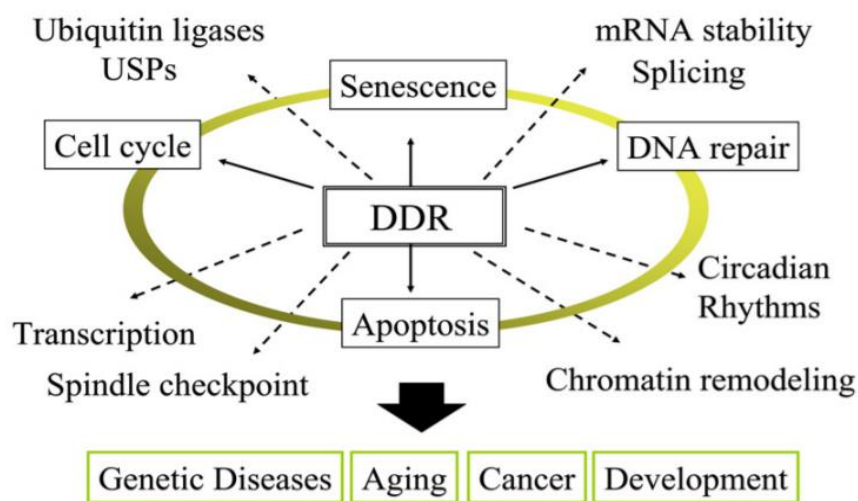 Ubiquitin ligases
USPs
mRNA stability
Splicing
Senescence
Cell cycle
DNA repair
DDR
Circadian
Rhythms
Apoptosis
Transcription
Spindle checkpoint
Chromatin remodeling
Genetic Diseases
Aging
Cancer
Development